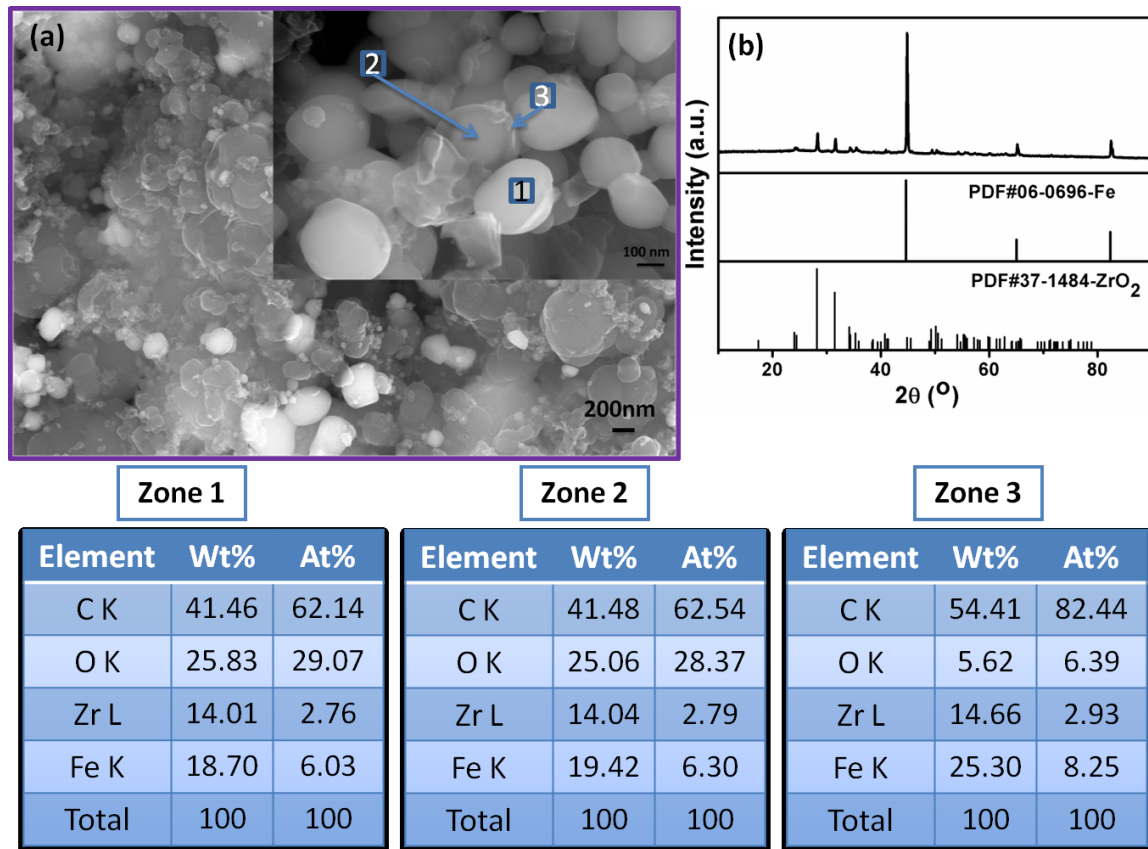 (a)
2
3
1
100 nm
200nm
(b)
Intensity (a.u.)
PDF#06-0696-Fe
PDF#37-1484-ZrO₂
20 40 60 80
2θ (°)
Zone 1
Element Wt% At%
C K 41.46 62.14
O K 25.83 29.07
Zr L 14.01 2.76
Fe K 18.70 6.03
Total 100 100
Zone 2
Element Wt% At%
C K 41.48 62.54
O K 25.06 28.37
Zr L 14.04 2.79
Fe K 19.42 6.30
Total 100 100
Zone 3
Element Wt% At%
C K 54.41 82.44
O K 5.62 6.39
Zr L 14.66 2.93
Fe K 25.30 8.25
Total 100 100